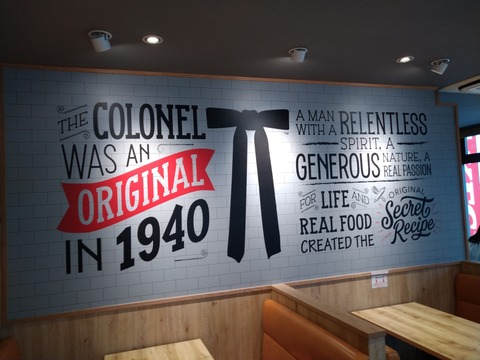 THE COLONEL
WAS AN
ORIGINAL
IN 1940
A MAN
WITH A RELENTLESS
SPIRIT, A
GENEROUS NATURE, A
REAL PASSION
FOR LIFE AND
REAL FOOD
CREATED THE
ORIGINAL
Secret
Recipe